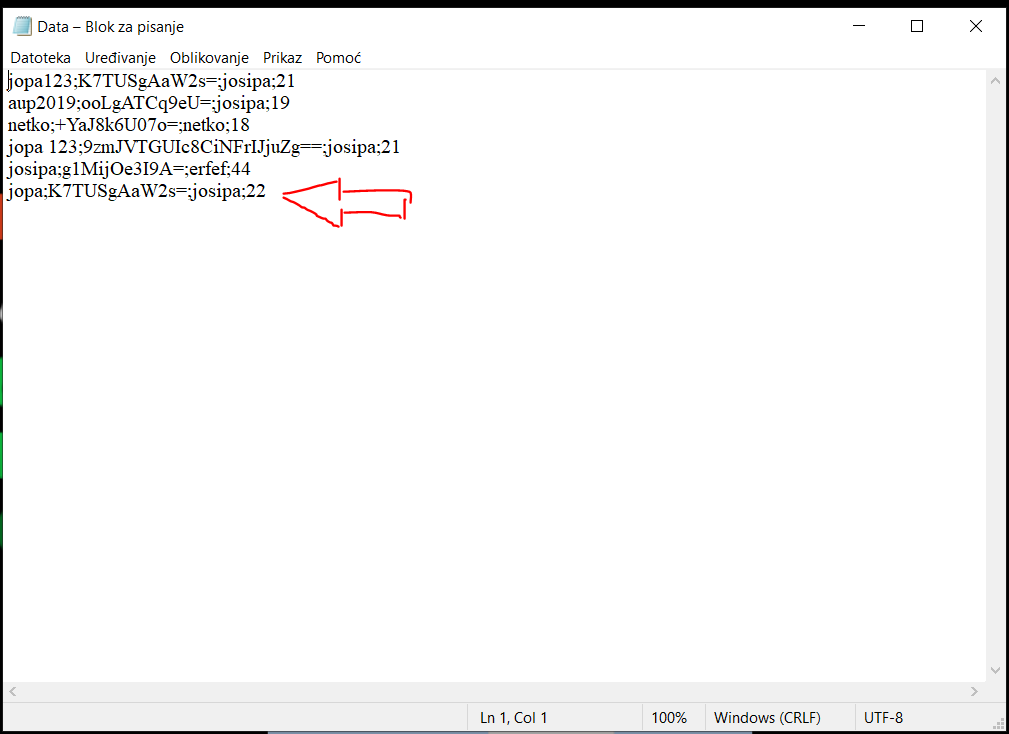 Data – Blok za pisanje
Datoteka Uređivanje Oblikovanje Prikaz Pomoć
jopa123;K7TUSgAaW2s=;josipa;21
aup2019;ooLgATCq9eU=;josipa;19
netko;+YaJ8k6U07o=;netko;18
jopa 123;9zmJVTGUIc8CiNFrIJjuZg==;josipa;21
josipa;g1MijOe3I9A=;erfef;44
jopa;K7TUSgAaW2s=;josipa;22
Ln 1, Col 1 100% Windows (CRLF) UTF-8